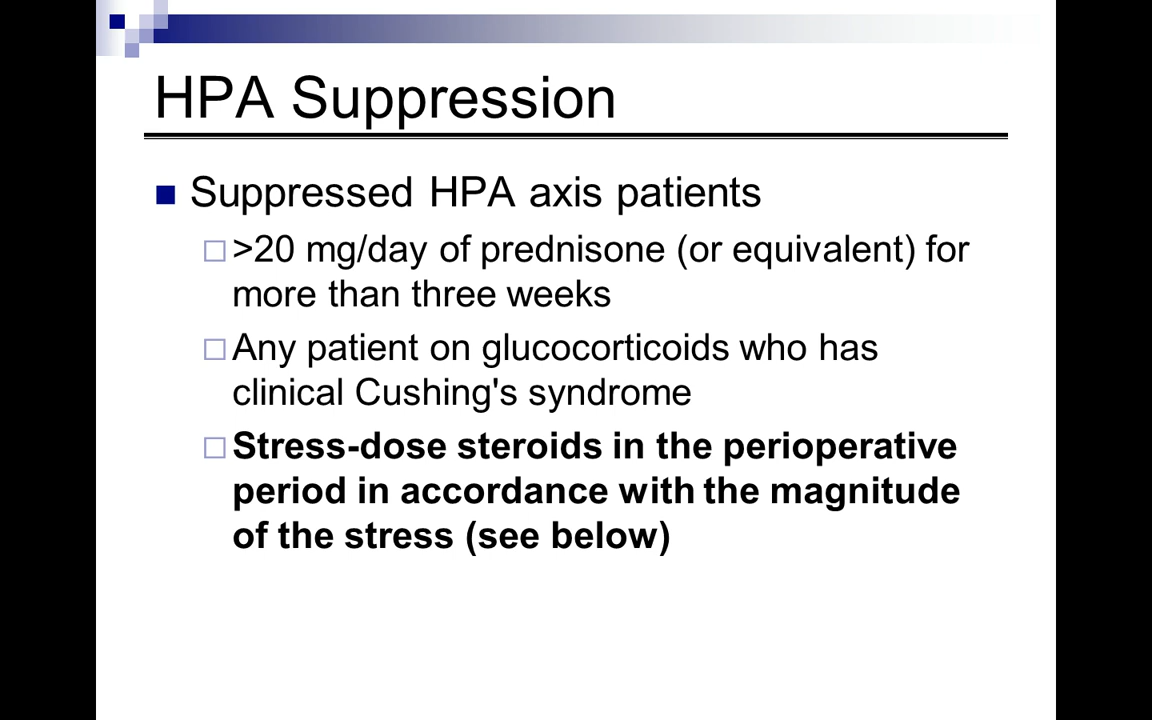 HPA Suppression
Suppressed HPA axis patients
>20 mg/day of prednisone (or equivalent) for
more than three weeks
Any patient on glucocorticoids who has
clinical Cushing's syndrome
Stress-dose steroids in the perioperative
period in accordance with the magnitude
of the stress (see below)